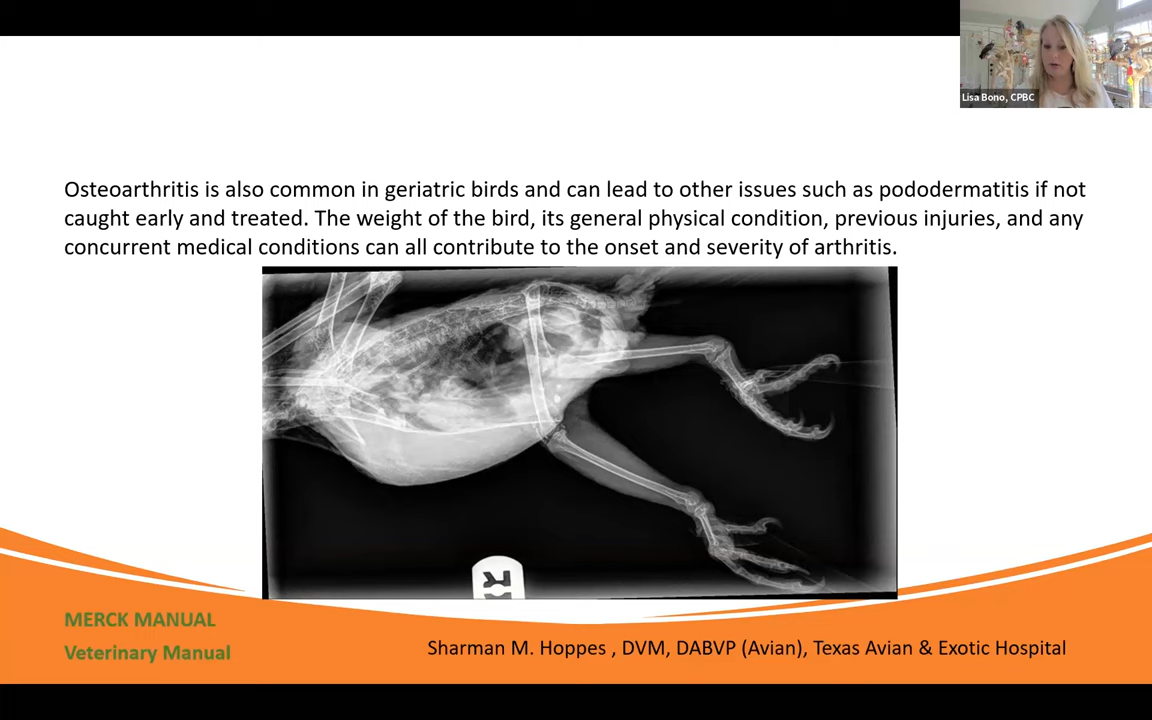 Lisa Bono, CPBC
Osteoarthritis is also common in geriatric birds and can lead to other issues such as pododermatitis if not
caught early and treated. The weight of the bird, its general physical condition, previous injuries, and any
concurrent medical conditions can all contribute to the onset and severity of arthritis.
MERCK MANUAL
Veterinary Manual
Sharman M. Hoppes , DVM, DABVP (Avian), Texas Avian & Exotic Hospital